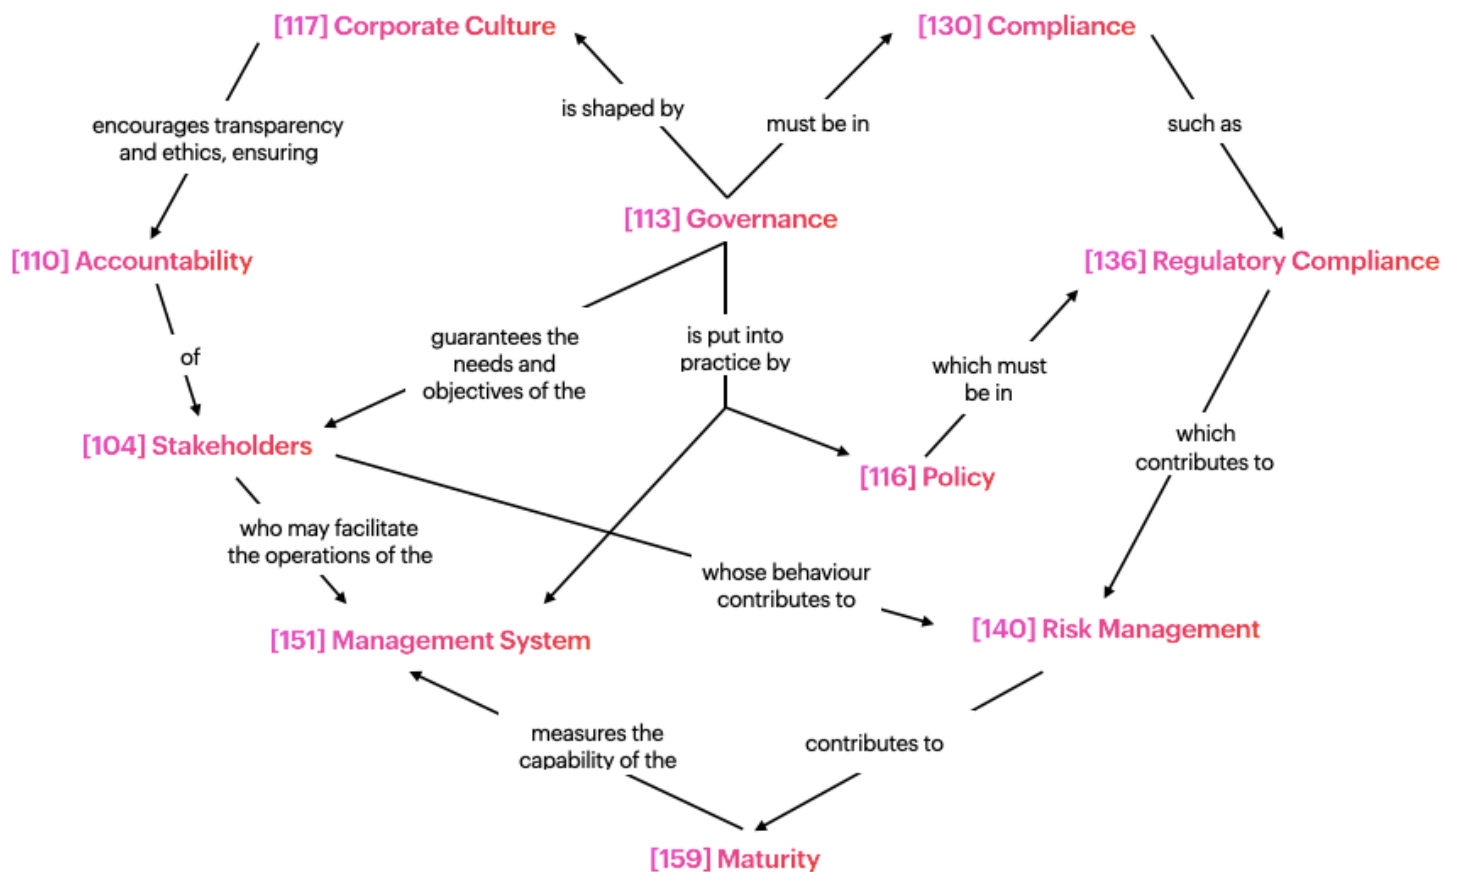 [117] Corporate Culture
[130] Compliance
is shaped by
must be in
such as
encourages transparency
and ethics, ensuring
[113] Governance
[110] Accountability
[136] Regulatory Compliance
guarantees the
needs and
objectives of the
is put into
practice by
of
which must
be in
which
contributes to
[104] Stakeholders
[116] Policy
who may facilitate
the operations of the
whose behaviour
contributes to
[151] Management System
[140] Risk Management
measures the
capability of the
contributes to
[159] Maturity